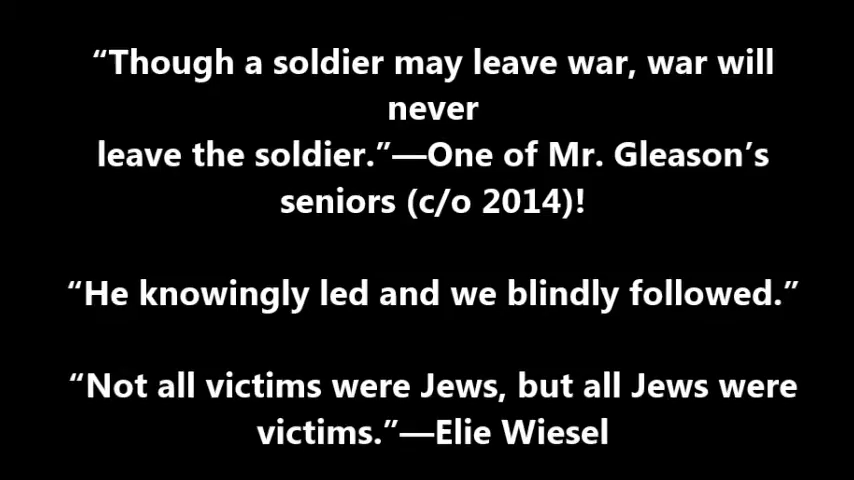 “Though a soldier may leave war, war will
never
leave the soldier.”—One of Mr. Gleason’s
seniors (c/o 2014)!
“He knowingly led and we blindly followed.”
“Not all victims were Jews, but all Jews were
victims.”—Elie Wiesel